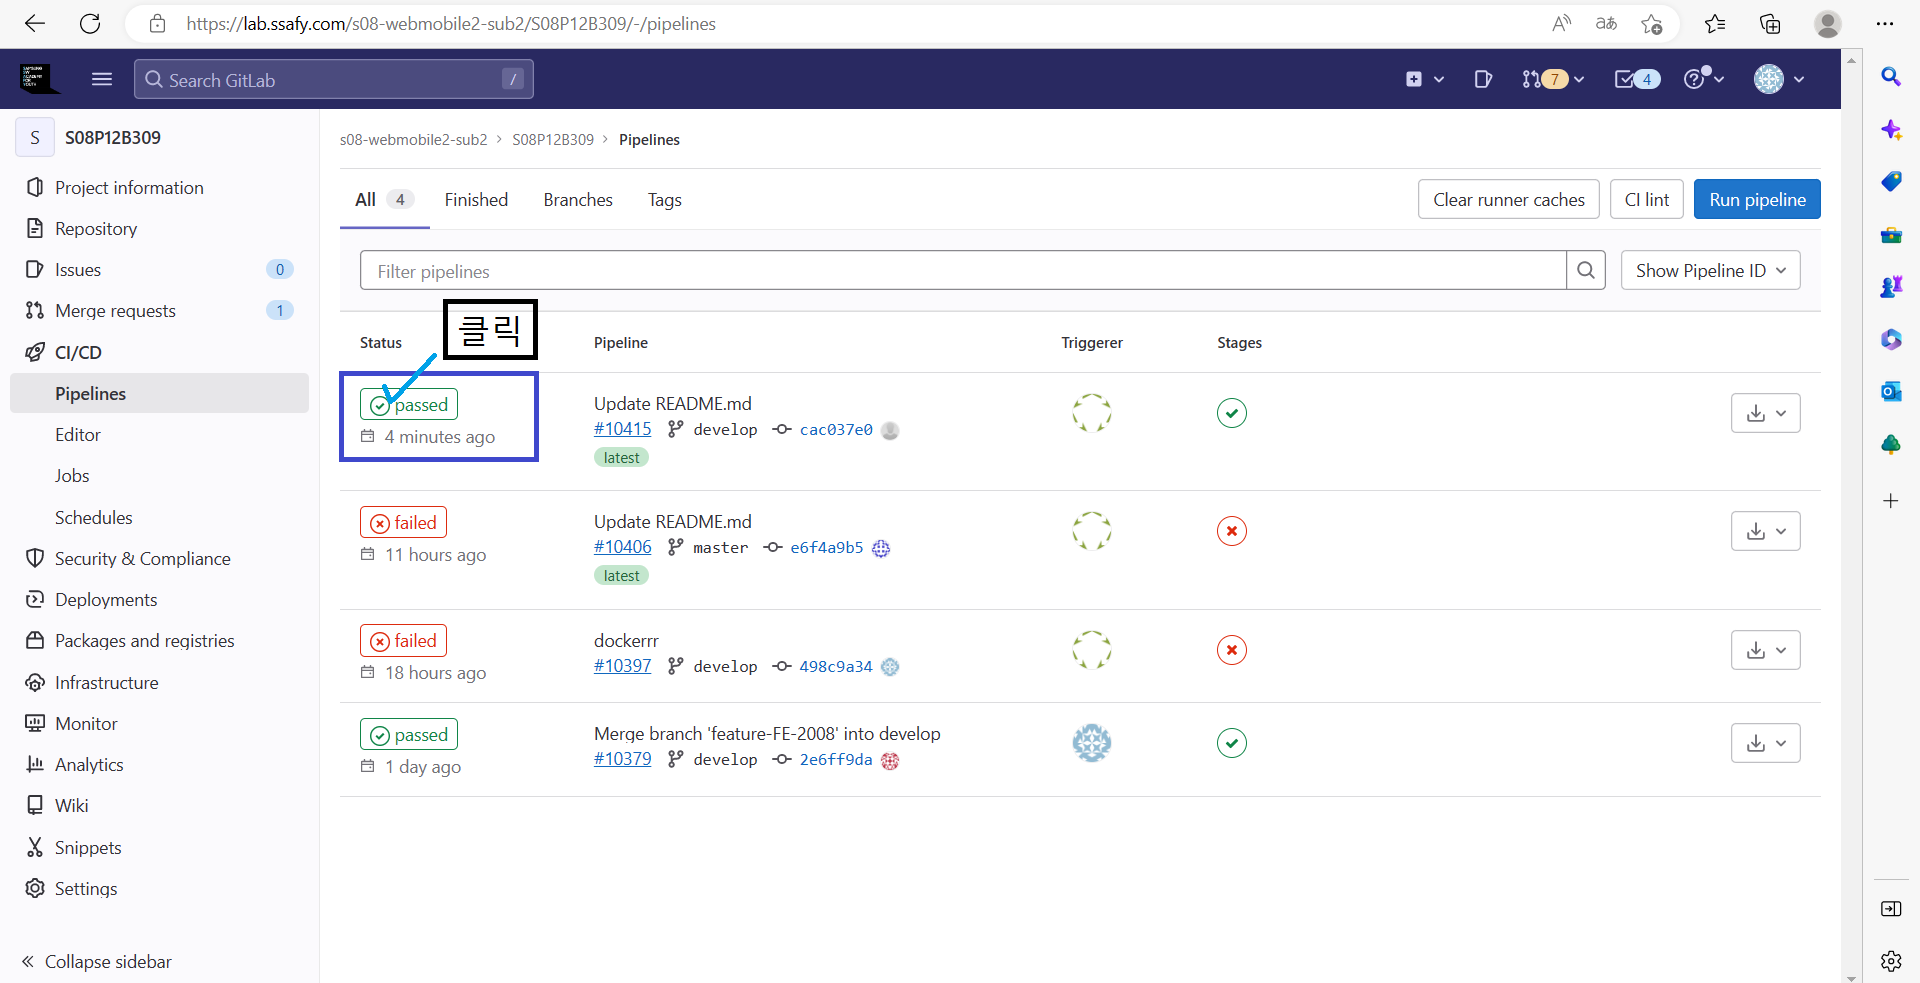 https://lab.ssafy.com/s08-webmobile2-sub2/S08P12B309/-/pipelines
SAMSUNG
SW
ACADEMY
FOR
YOUTH
Search GitLab /
7
4
S S08P12B309
Project information
Repository
Issues 0
Merge requests 1
CI/CD
Pipelines
Editor
Jobs
Schedules
Security & Compliance
Deployments
Packages and registries
Infrastructure
Monitor
Analytics
Wiki
Snippets
Settings
« Collapse sidebar
s08-webmobile2-sub2 > S08P12B309 > Pipelines
All 4 Finished Branches Tags
Clear runner caches CI lint Run pipeline
Filter pipelines Show Pipeline ID
클릭
Status Pipeline Triggerer Stages
passed Update README.md
4 minutes ago #10415 develop cac037e0
latest
failed Update README.md
11 hours ago #10406 master e6f4a9b5
latest
failed dockerrr
18 hours ago #10397 develop 498c9a34
passed Merge branch 'feature-FE-2008' into develop
1 day ago #10379 develop 2e6ff9da